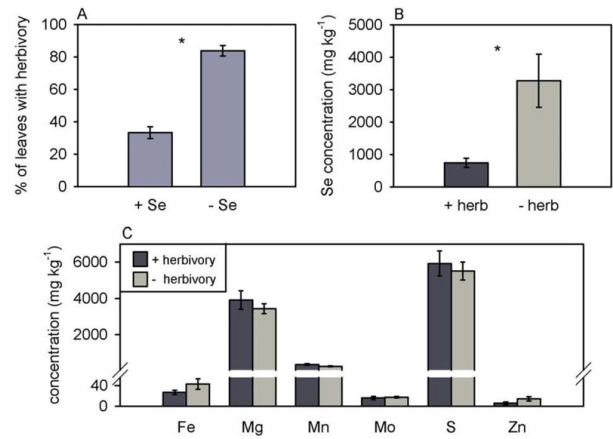 A
% of leaves with herbivory
100
80
60
40
20
0
*
+ Se
- Se
B
Se concentration (mg kg-1)
5000
4000
3000
2000
1000
0
*
+ herb
- herb
C
concentration (mg kg-1)
6000
4000
2000
40
0
+ herbivory
- herbivory
Fe
Mg
Mn
Mo
S
Zn